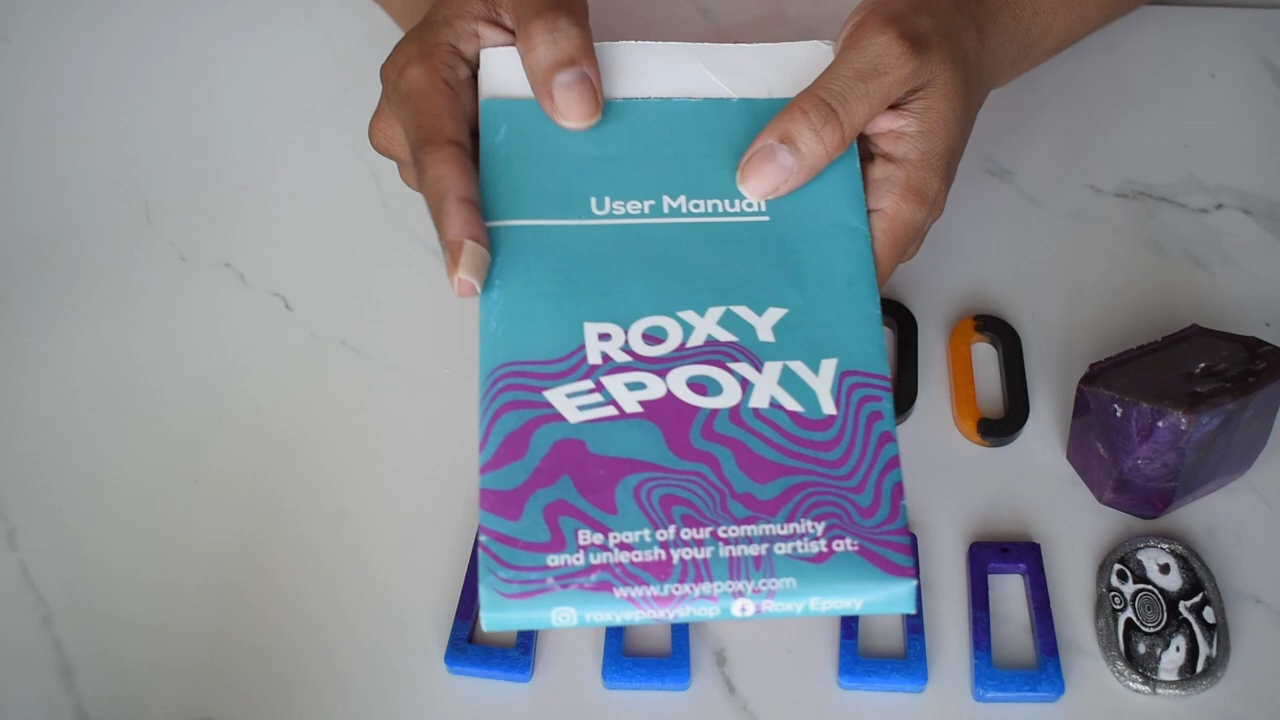 User Manual
ROXY
EPOXY
Be part of our community
and unleash your inner artist at:
www.roxyepoxy.com
roxyepoxyshop Roxy Epoxy